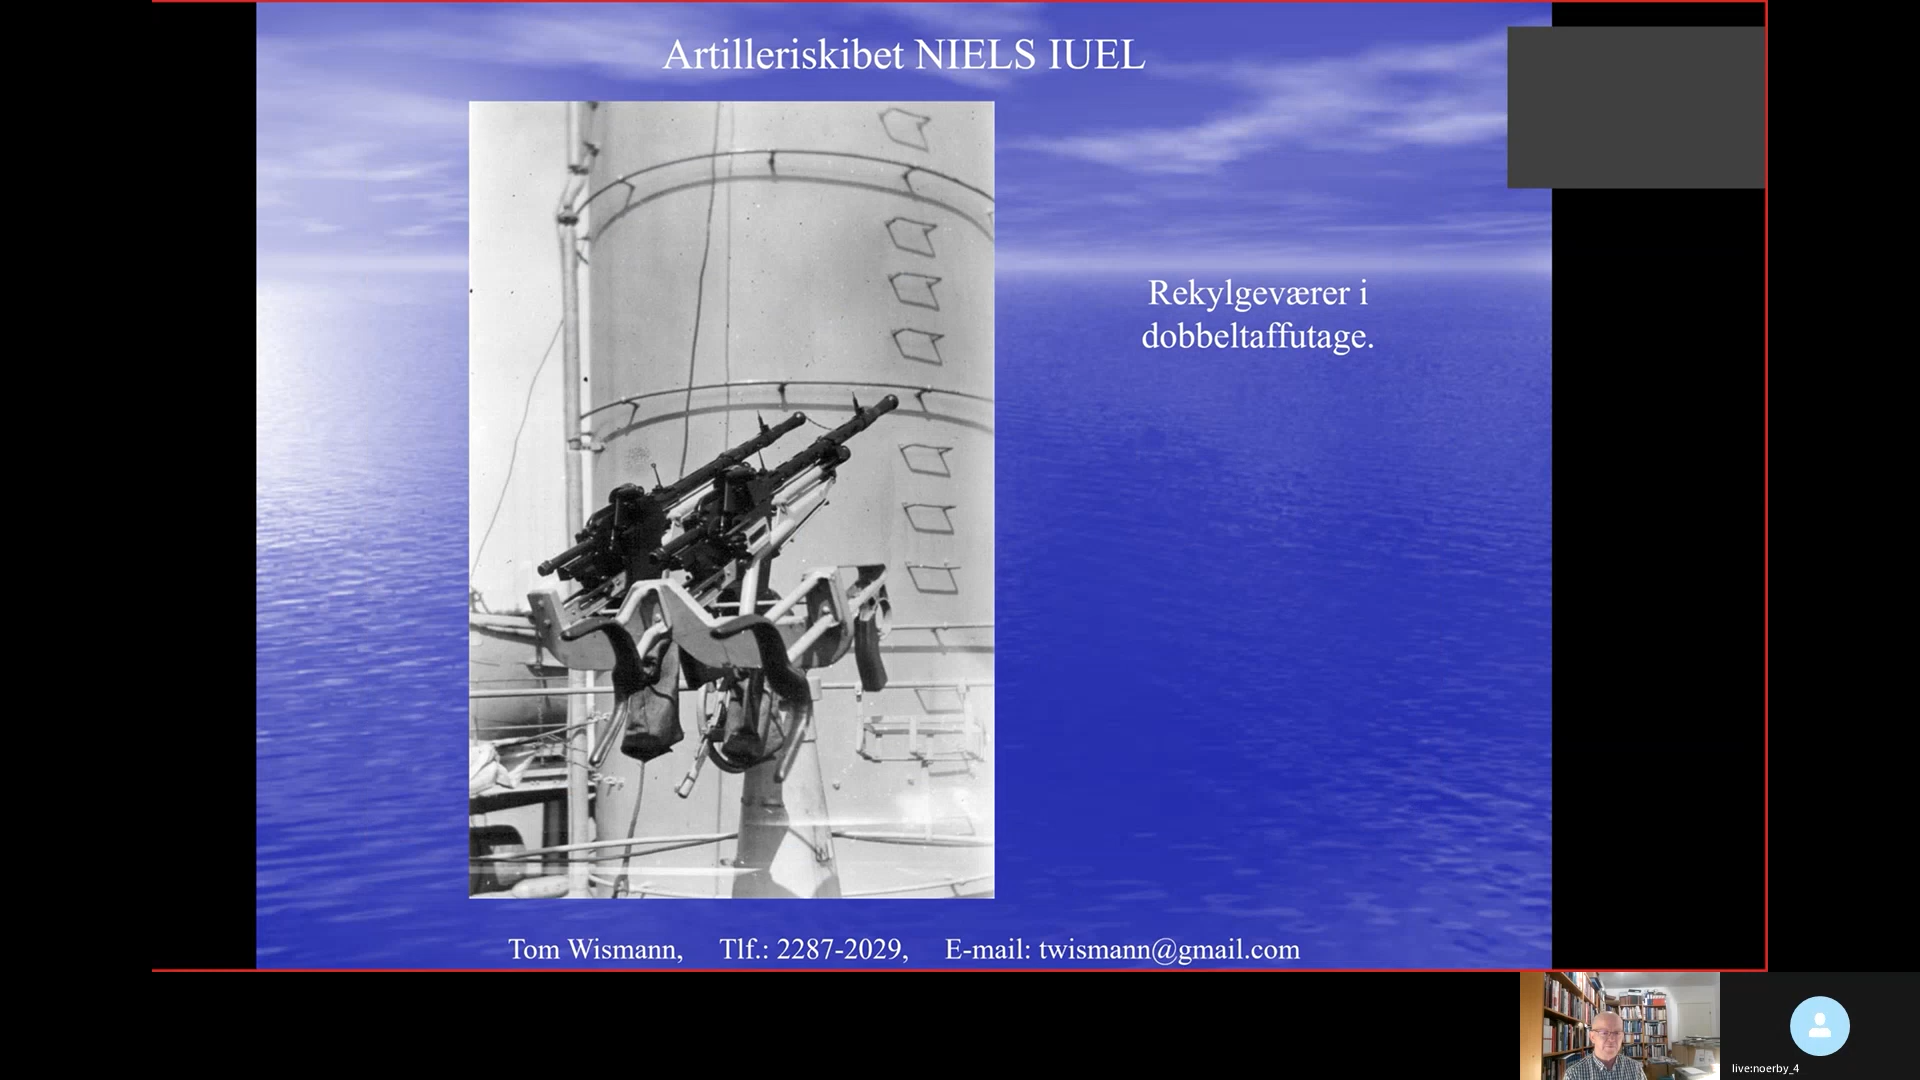 Artilleriskibet NIELS IUEL
Rekylgeværer i
dobbeltaffutage.
Tom Wismann, Tlf.: 2287-2029, E-mail: twismann@gmail.com
live:noerby_4